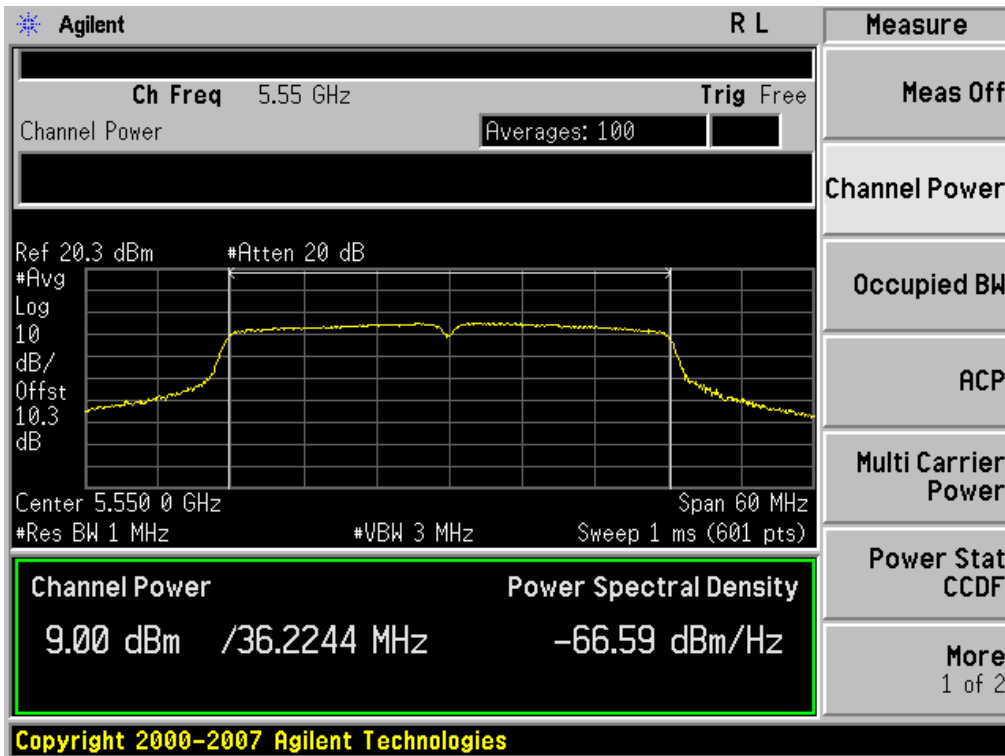 Agilent R L
Ch Freq 5.55 GHz Trig Free
Channel Power Averages: 100
Ref 20.3 dBm #Atten 20 dB
#Avg
Log
10
dB/
Offst
10.3
dB
Center 5.550 0 GHz Span 60 MHz
#Res BW 1 MHz #VBW 3 MHz Sweep 1 ms (601 pts)
Channel Power Power Spectral Density
9.00 dBm /36.2244 MHz -66.59 dBm/Hz
Copyright 2000-2007 Agilent Technologies
Measure
Meas Off
Channel Power
Occupied BW
ACP
Multi Carrier
Power
Power Stat
CCDF
More
1 of 2